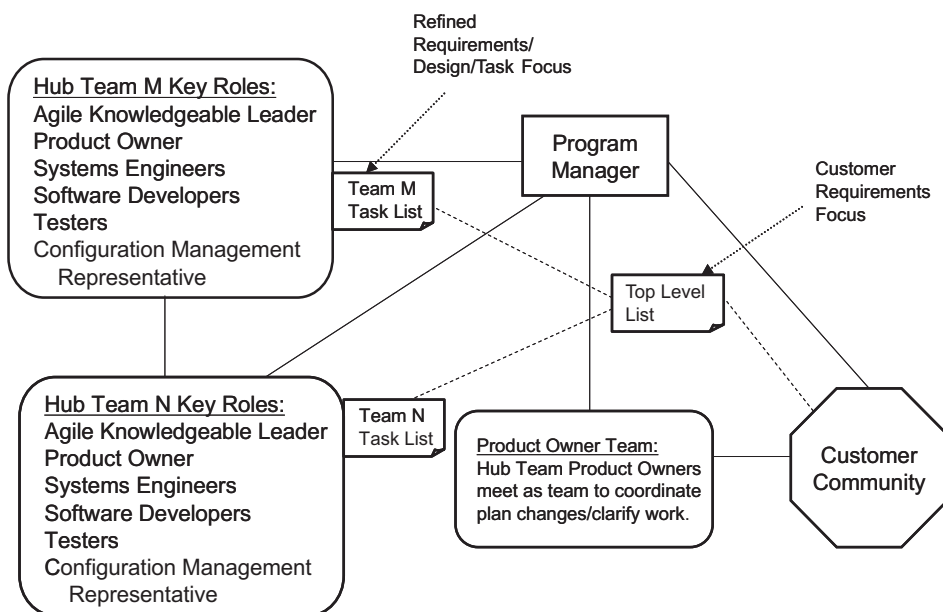 Refined
Requirements/
Design/Task Focus
Hub Team M Key Roles:
Agile Knowledgeable Leader
Product Owner
Systems Engineers
Software Developers
Testers
Configuration Management
Representative
Team M
Task List
Program
Manager
Customer
Requirements
Focus
Top Level
List
Hub Team N Key Roles:
Agile Knowledgeable Leader
Product Owner
Systems Engineers
Software Developers
Testers
Configuration Management
Representative
Team N
Task List
Product Owner Team:
Hub Team Product Owners
meet as team to coordinate
plan changes/clarify work.
Customer
Community